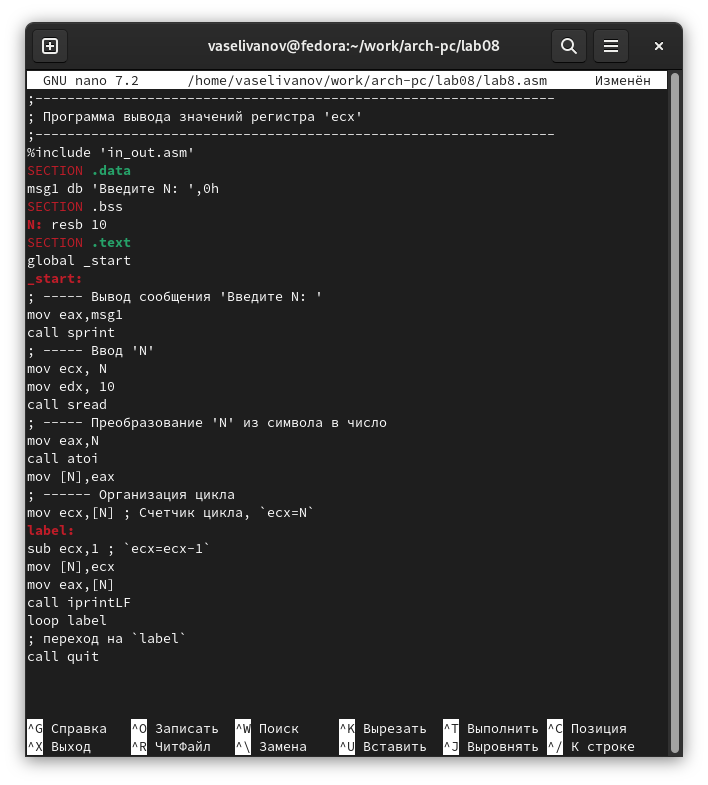 vaselivanov@fedora:~/work/arch-pc/lab08
GNU nano 7.2 /home/vaselivanov/work/arch-pc/lab08/lab8.asm Изменён
;-----------------------------------------------------------------
; Программа вывода значений регистра 'ecx'
;-----------------------------------------------------------------
%include 'in_out.asm'
SECTION .data
msg1 db 'Введите N: ',0h
SECTION .bss
N: resb 10
SECTION .text
global _start
_start:
; ----- Вывод сообщения 'Введите N: '
mov eax,msg1
call sprint
; ----- Ввод 'N'
mov ecx, N
mov edx, 10
call sread
; ----- Преобразование 'N' из символа в число
mov eax,N
call atoi
mov [N],eax
; ------ Организация цикла
mov ecx,[N] ; Счетчик цикла, `ecx=N`
label:
sub ecx,1 ; `ecx=ecx-1`
mov [N],ecx
mov eax,[N]
call iprintLF
loop label
; переход на `label`
call quit
^G Справка ^O Записать ^W Поиск ^K Вырезать ^T Выполнить ^C Позиция
^X Выход ^R ЧитФайл ^\ Замена ^U Вставить ^J Выровнять ^/ К строке